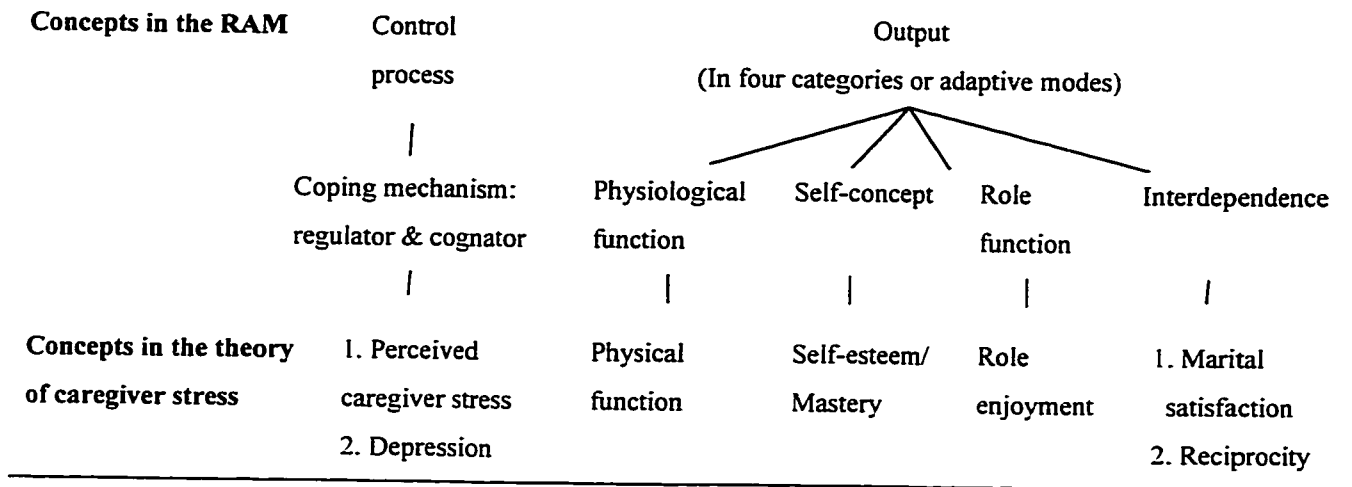 Concepts in the RAM
Control
process
Output
(In four categories or adaptive modes)
Coping mechanism:
regulator & cognator
Physiological
function
Self-concept
Role
function
Interdependence
Concepts in the theory
of caregiver stress
1. Perceived
caregiver stress
2. Depression
Physical
function
Self-esteem/
Mastery
Role
enjoyment
1. Marital
satisfaction
2. Reciprocity